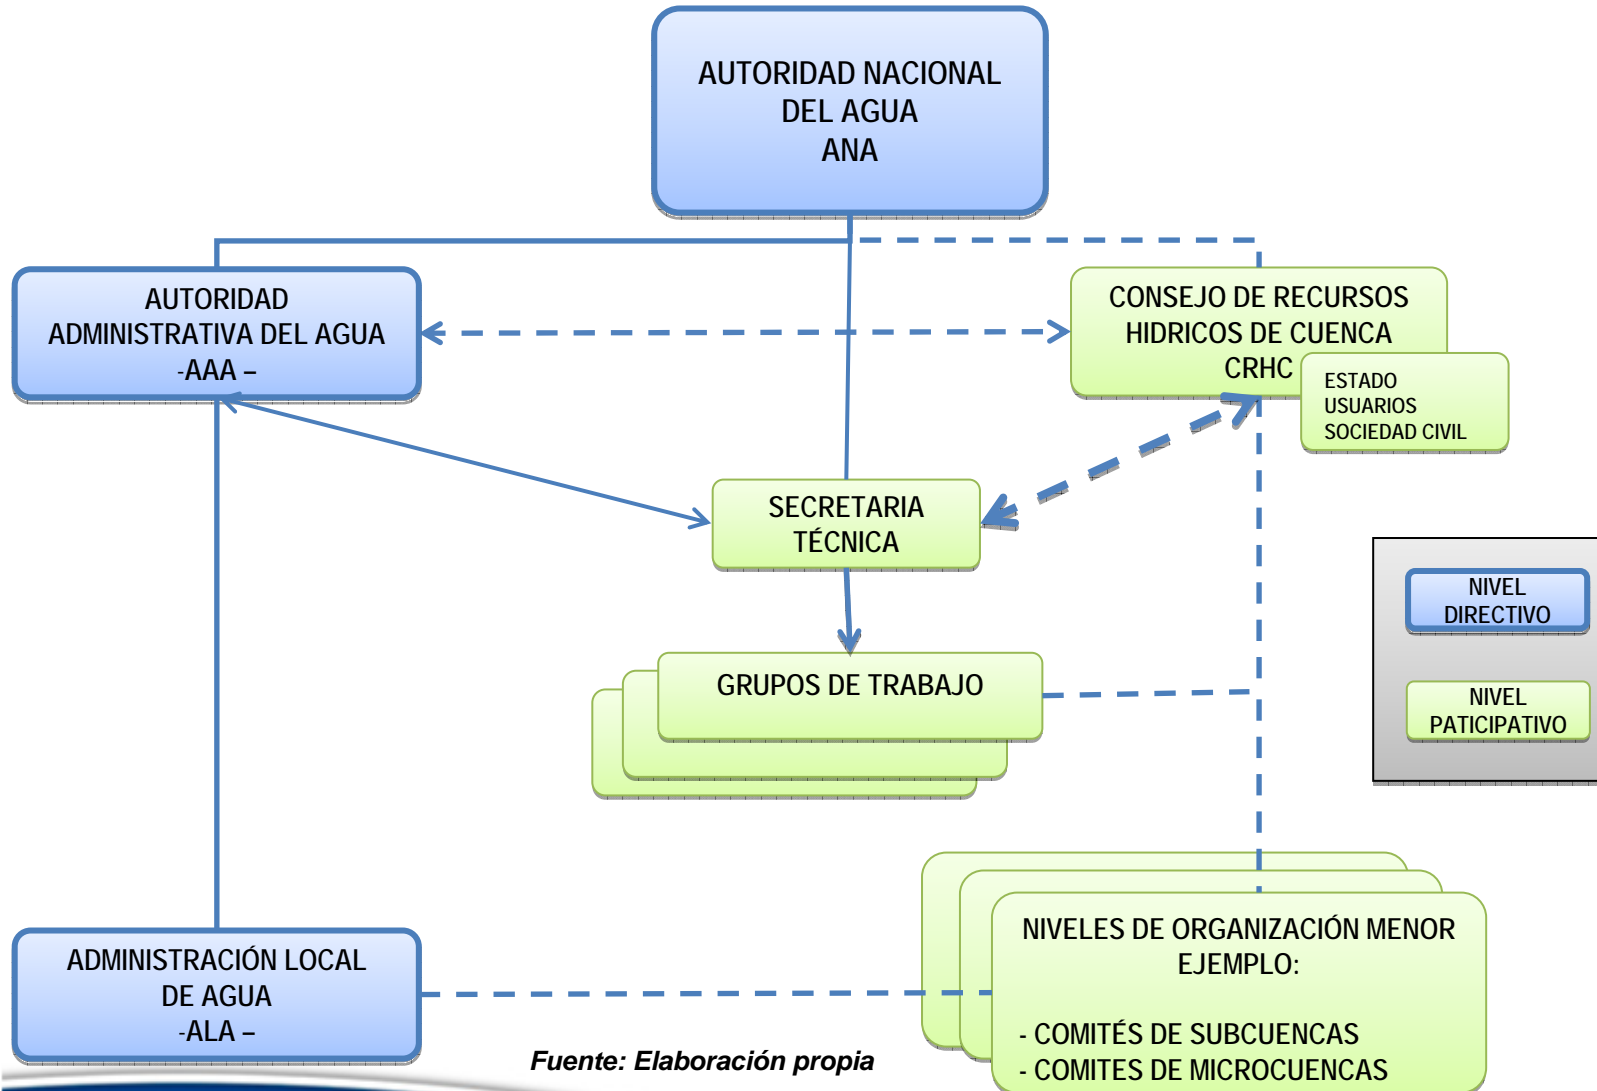 AUTORIDAD NACIONAL
DEL AGUA
ANA
AUTORIDAD
ADMINISTRATIVA DEL AGUA
-AAA –
CONSEJO DE RECURSOS
HIDRICOS DE CUENCA
CRHC
ESTADO
USUARIOS
SOCIEDAD CIVIL
SECRETARIA
TÉCNICA
NIVEL
DIRECTIVO
GRUPOS DE TRABAJO
NIVEL
PATICIPATIVO
ADMINISTRACIÓN LOCAL
DE AGUA
-ALA –
NIVELES DE ORGANIZACIÓN MENOR
EJEMPLO:
- COMITÉS DE SUBCUENCAS
- COMITES DE MICROCUENCAS
Fuente: Elaboración propia